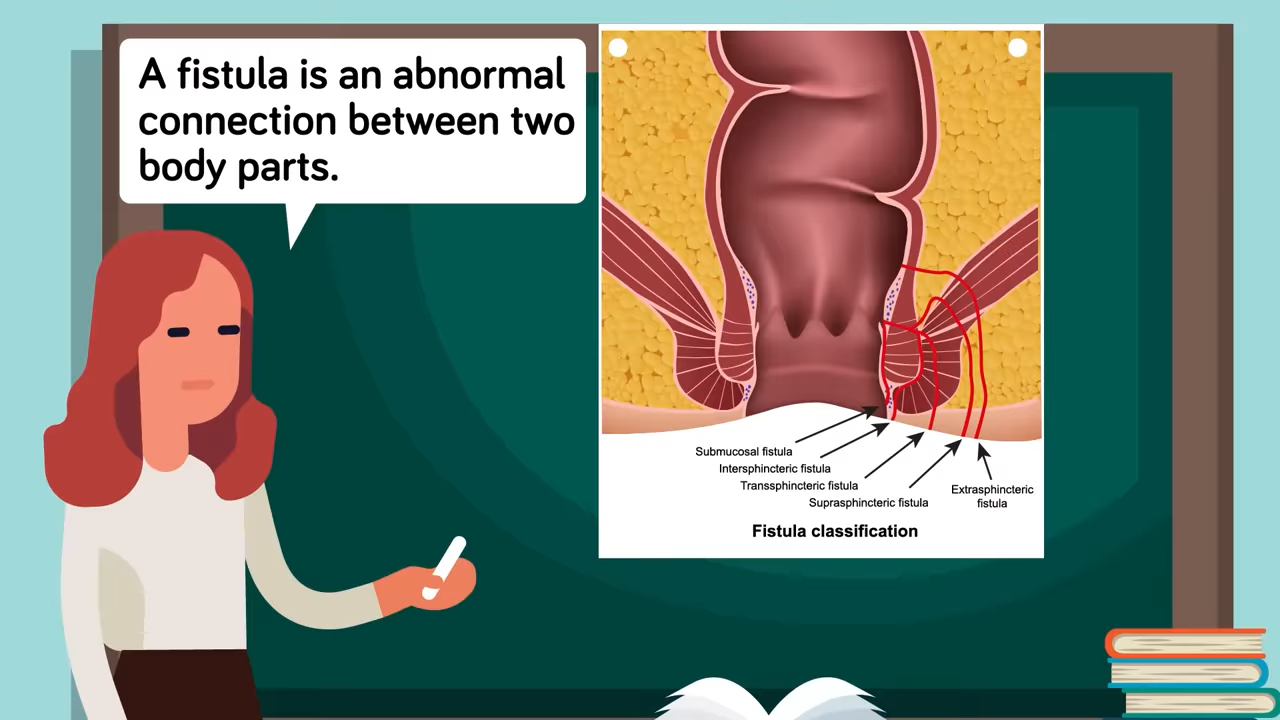 A fistula is an abnormal
connection between two
body parts.
Submucosal fistula
Intersphincteric fistula
Transsphincteric fistula
Suprasphincteric fistula
Extrasphincteric
fistula
Fistula classification